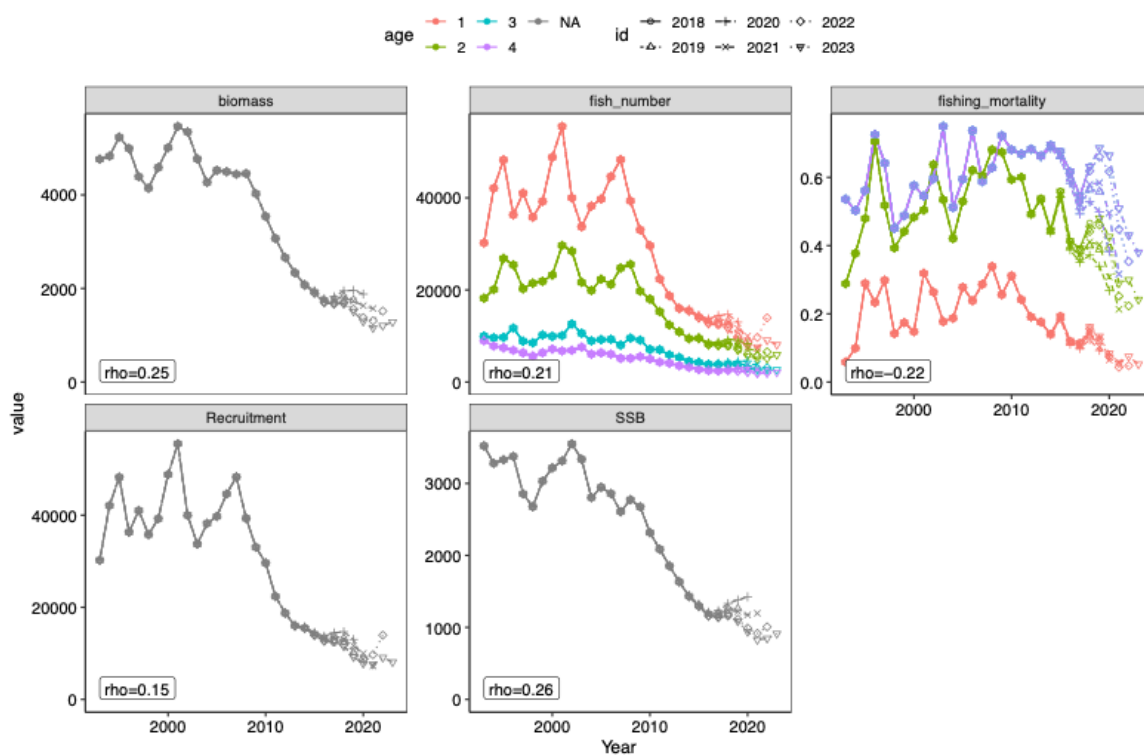 age 1 3 NA id 2018 2020 2022
2 4 2019 2021 2023
biomass fish_number fishing_mortality
4000 40000 0.6
2000 20000 0.4
0 0 0.2
0.0
rho=0.25 rho=0.21 rho=−0.22
2000 2010 2020
Recruitment SSB
value
40000 3000
20000 2000
0 1000
0
rho=0.15 rho=0.26
2000 2010 2020 2000 2010 2020
Year